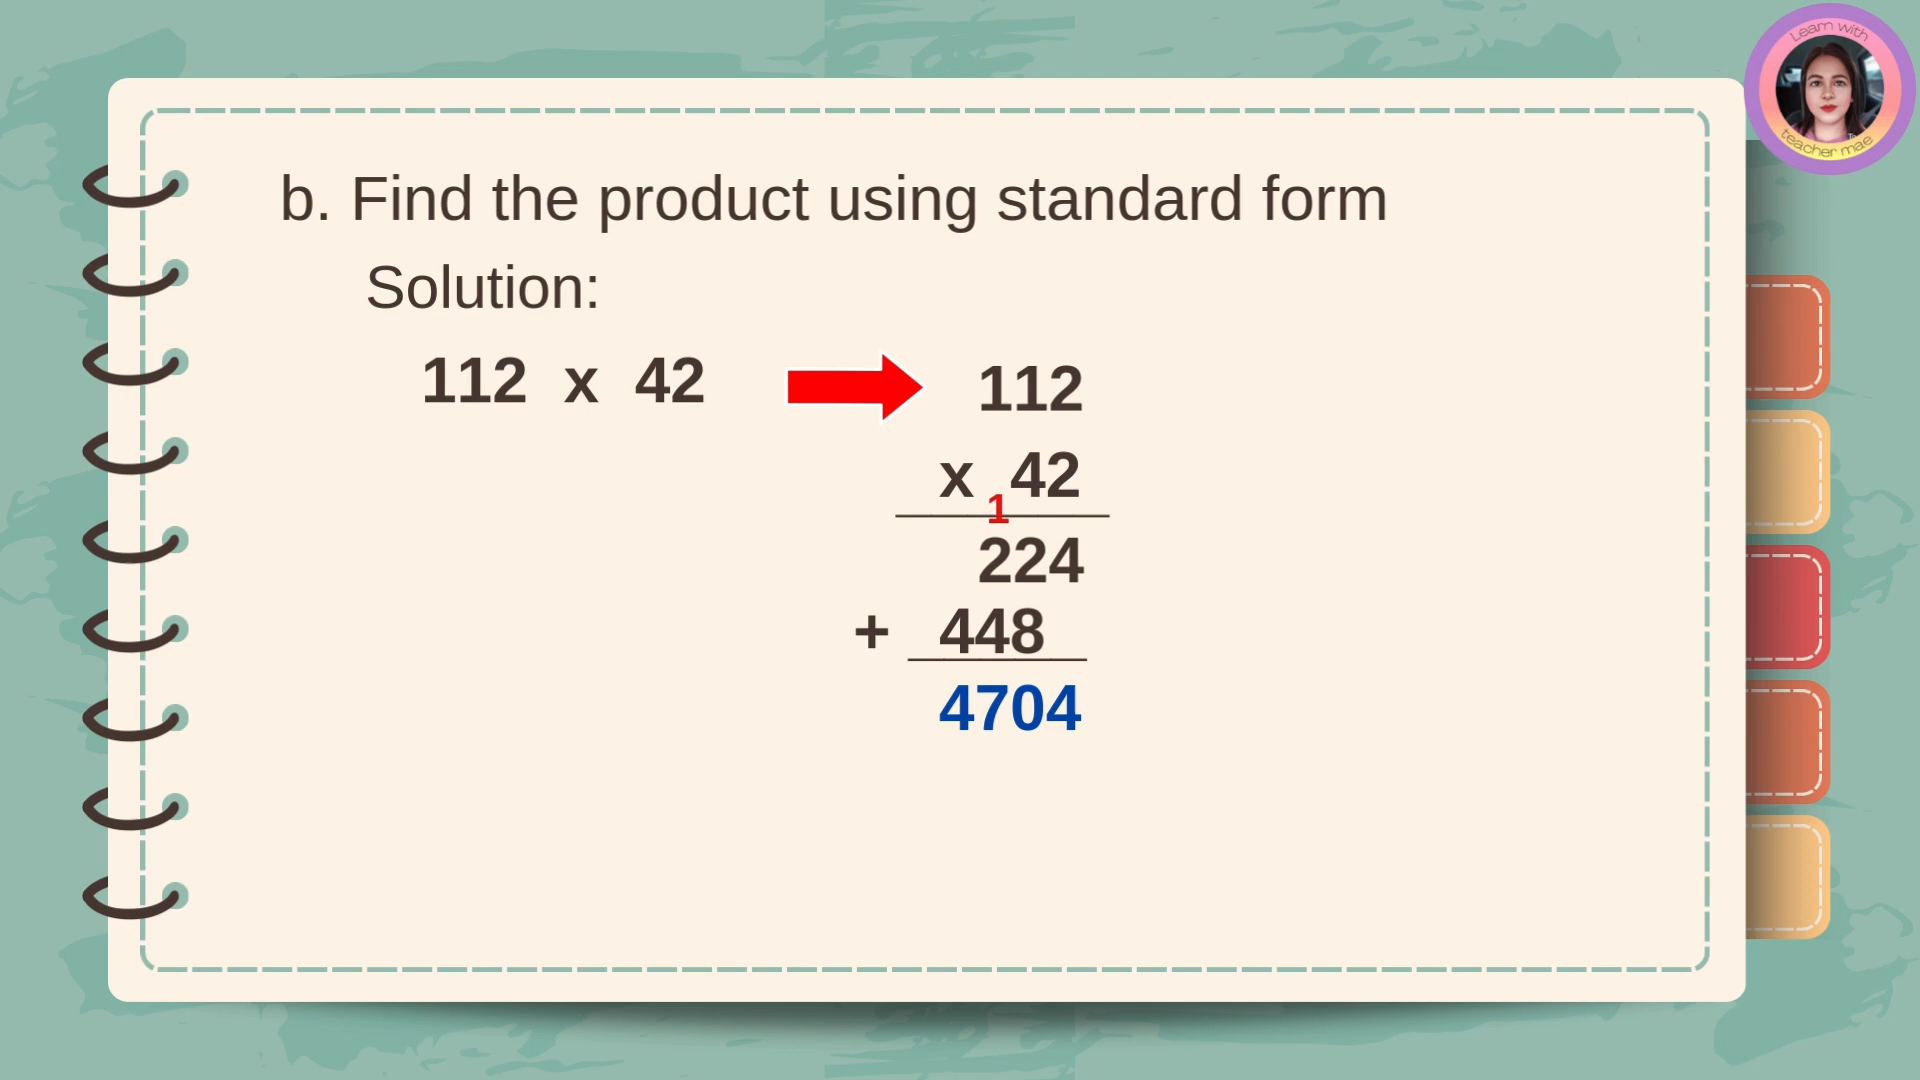 Learn with
teacher mae
b. Find the product using standard form
Solution:
112 x 42
112
x 42
1
224
+ 448
4704